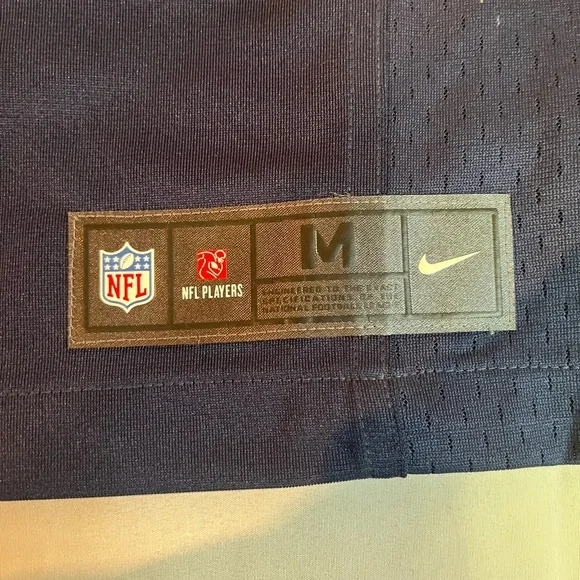 NFL
NFL PLAYERS
M
ENGINEERED TO THE EXACT
SPECIFICATIONS OF THE
NATIONAL FOOTBALL LEAGUE